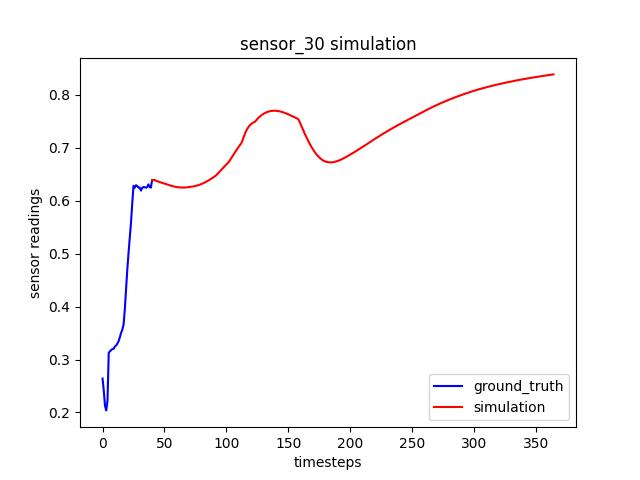 sensor_30 simulation
sensor readings
0.8
0.7
0.6
0.5
0.4
0.3
0.2
0 50 100 150 200 250 300 350
timesteps
ground_truth
simulation